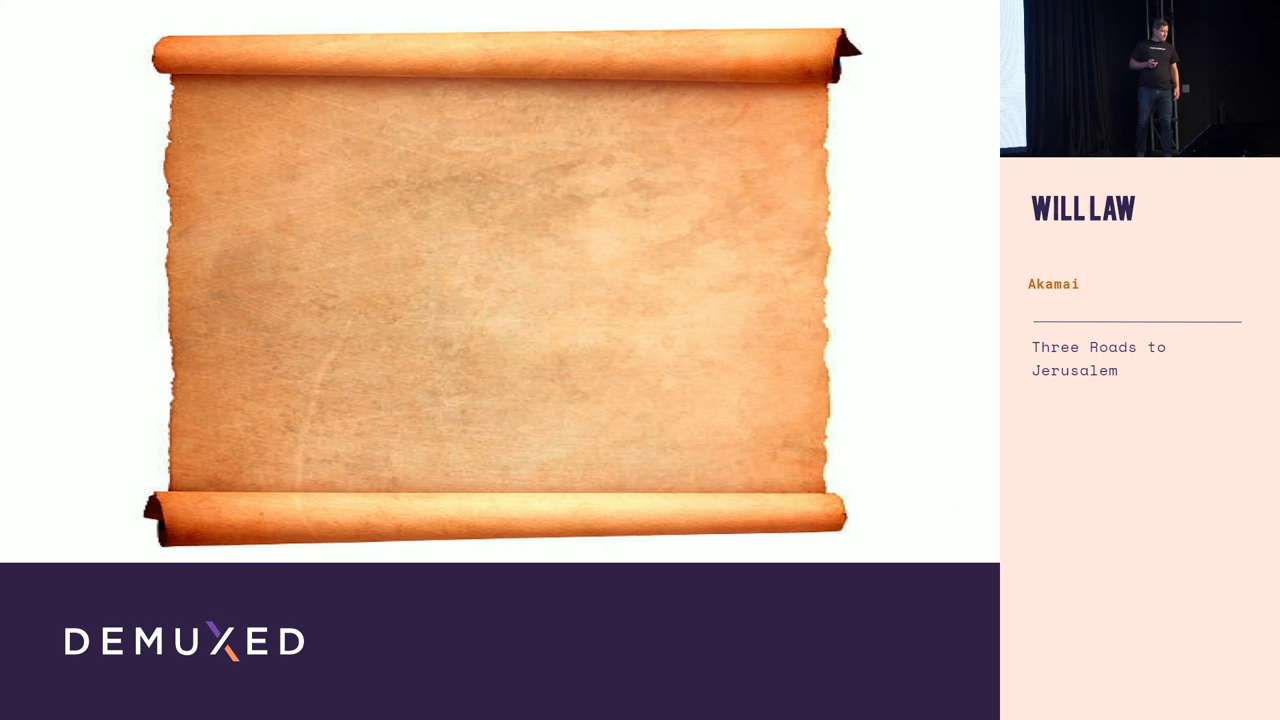 WILL LAW
Akamai
Three Roads to
Jerusalem
DEMUXED